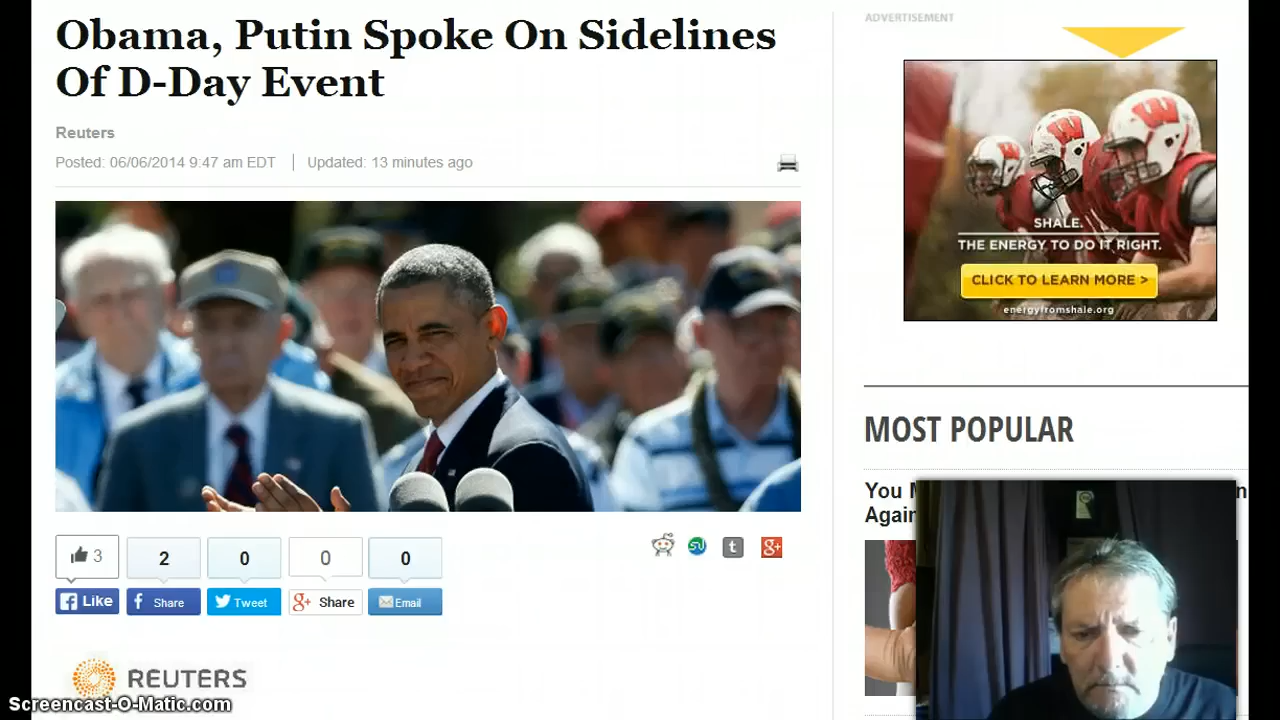 Obama, Putin Spoke On Sidelines
Of D-Day Event
Reuters
Posted: 06/06/2014 9:47 am EDT | Updated: 13 minutes ago
3
2
0
0
0
Like
Share
Tweet
Share
Email
REUTERS
Screencast-O-Matic.com
ADVERTISEMENT
W
W
W
SHALE.
THE ENERGY TO DO IT RIGHT.
CLICK TO LEARN MORE >
energyfromshale.org
MOST POPULAR
You
Again